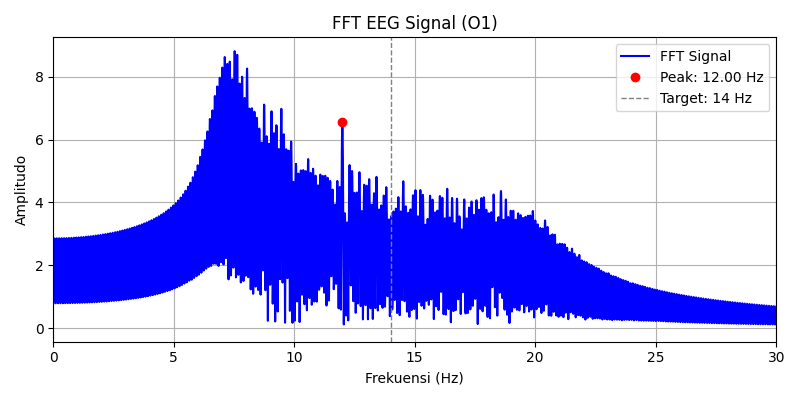 FFT EEG Signal (O1)
FFT Signal
Peak: 12.00 Hz
Target: 14 Hz
Amplitudo
8
6
4
2
0
0 5 10 15 20 25 30
Frekuensi (Hz)